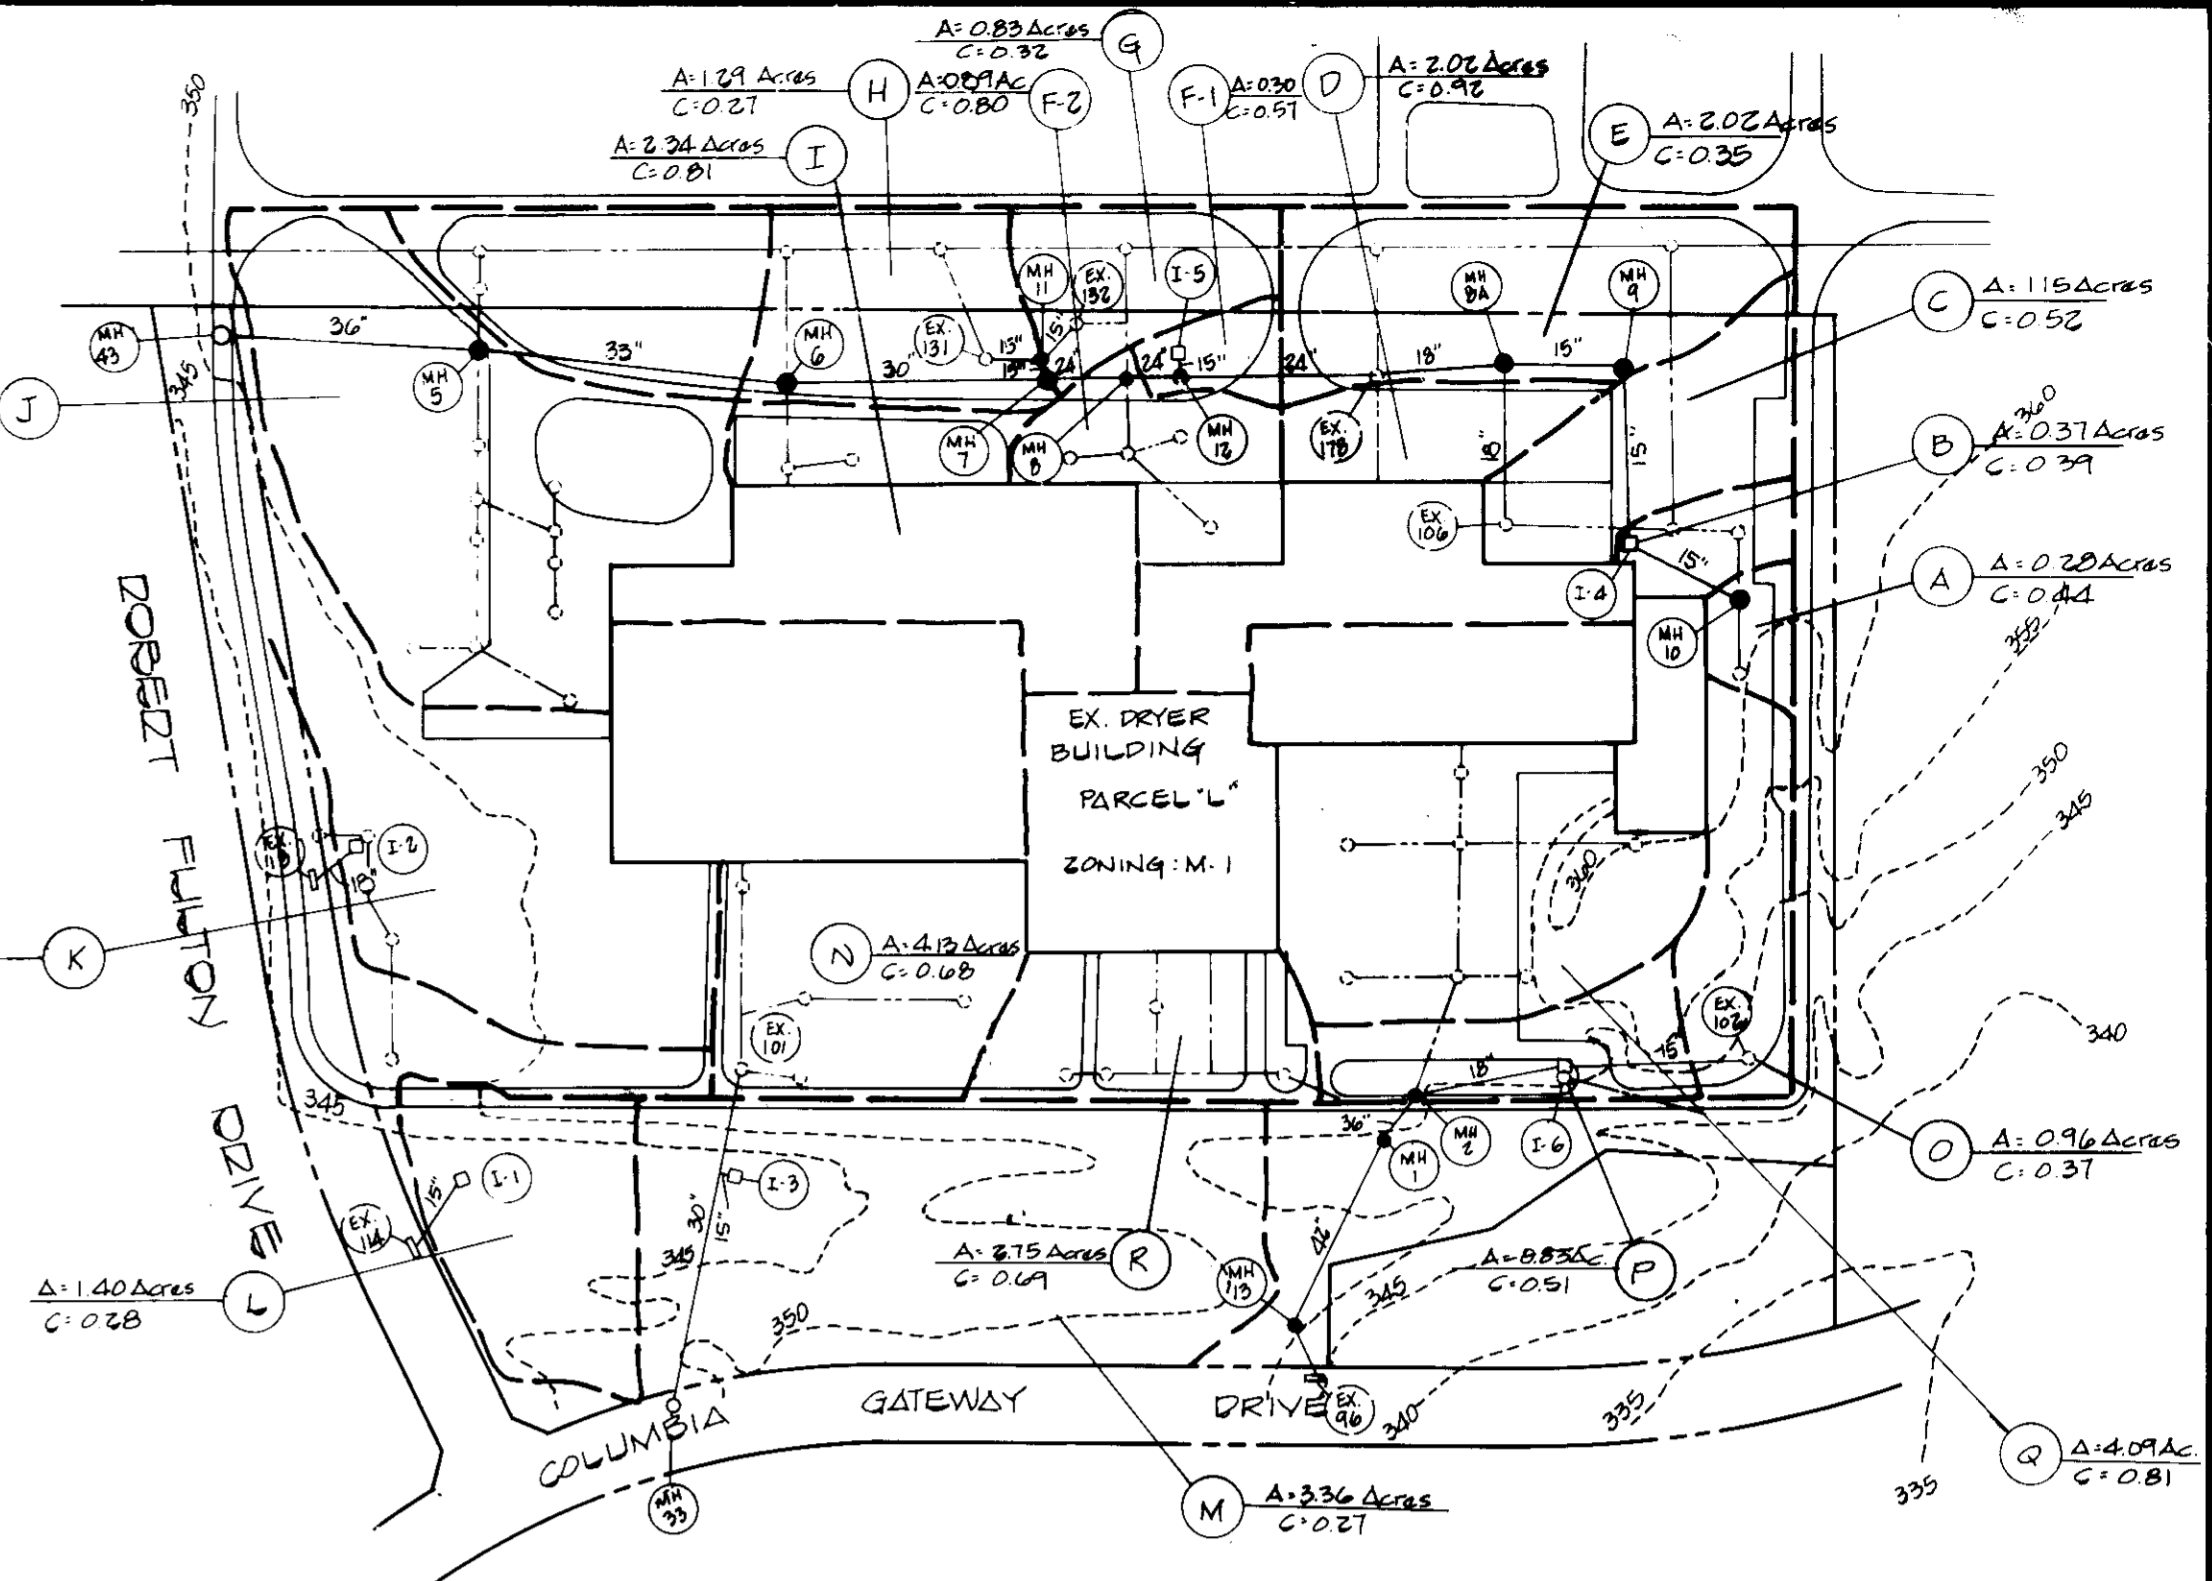 A=0.83 Acres
C=0.32
G
A=1.29 Acres
C=0.27
H
A=0.89 AC
C=0.80
F-2
F-1
A=0.30
C=0.57
D
A=2.02 Acres
C=0.92
E
A=2.02 Acres
C=0.35
A=2.34 Acres
C=0.81
I
350
MH
11
EX.
132
I-5
MH
8A
MH
9
C
A=1.15 Acres
C=0.52
MH
43
36"
33"
MH
6
EX.
131
15"
15"
15"
24"
24"
15"
24"
18"
15"
30"
MH
5
345
J
MH
7
MH
8
MH
12
EX.
178
18"
15"
360
B
A=0.37 Acres
C=0.39
EX
106
15"
I-4
MH
10
A
A=0.28 Acres
C=0.44
355
ROBERT FULTON DRIVE
EX. DRYER
BUILDING
PARCEL "L"
ZONING: M-1
350
345
360
I-2
18"
K
N
A=4.13 Acres
C=0.68
EX.
101
EX.
102
15"
18"
340
345
36"
MH
2
MH
1
I-6
O
A=0.96 Acres
C=0.37
I-1
15"
EX.
114
I-3
30"
15"
345
42"
A=2.75 Acres
C=0.69
R
MH
113
345
A=8.83 AC.
C=0.51
P
A=1.40 Acres
C=0.28
L
350
COLUMBIA GATEWAY DRIVE
EX.
96
340
335
335
Q
A=4.09 AC.
C=0.81
MH
33
M
A=3.36 Acres
C=0.27